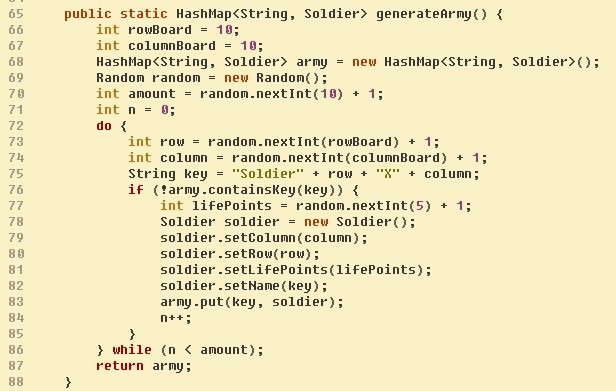 65 public static HashMap<String, Soldier> generateArmy() {
66 int rowBoard = 10;
67 int columnBoard = 10;
68 HashMap<String, Soldier> army = new HashMap<String, Soldier>();
69 Random random = new Random();
70 int amount = random.nextInt(10) + 1;
71 int n = 0;
72 do {
73 int row = random.nextInt(rowBoard) + 1;
74 int column = random.nextInt(columnBoard) + 1;
75 String key = "Soldier" + row + "X" + column;
76 if (!army.containsKey(key)) {
77 int lifePoints = random.nextInt(5) + 1;
78 Soldier soldier = new Soldier();
79 soldier.setColumn(column);
80 soldier.setRow(row);
81 soldier.setLifePoints(lifePoints);
82 soldier.setName(key);
83 army.put(key, soldier);
84 n++;
85 }
86 } while (n < amount);
87 return army;
88 }